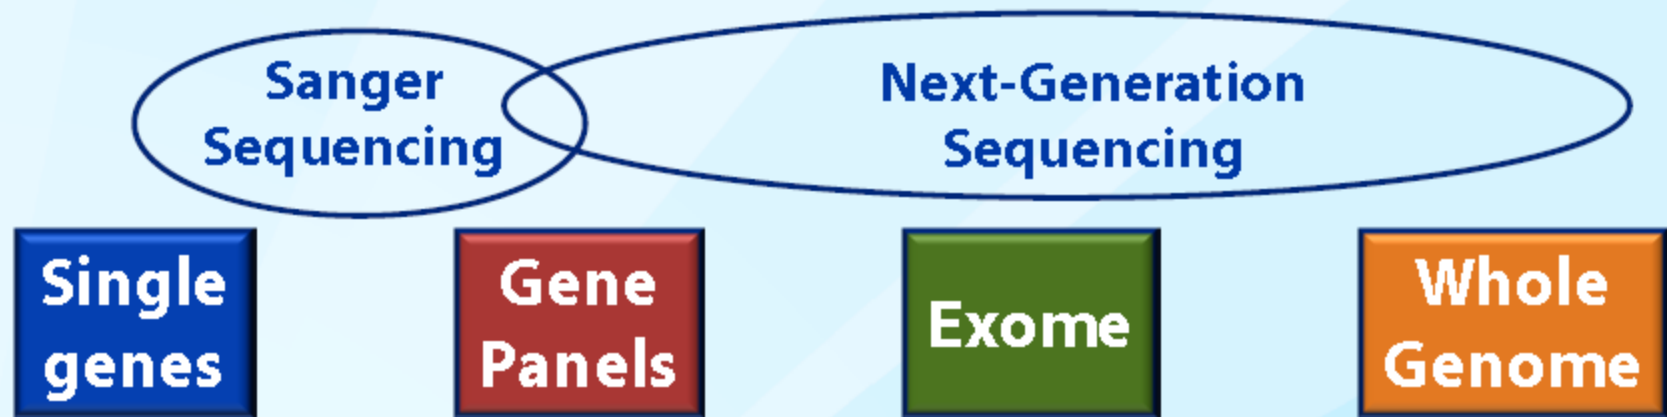 Sanger
Sequencing
Next-Generation
Sequencing
Single
genes
Gene
Panels
Exome
Whole
Genome